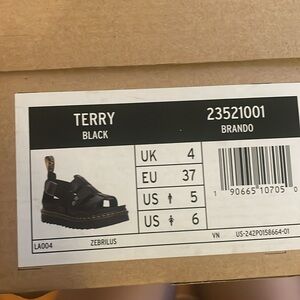 TERRY
BLACK
23521001
BRANDO
UK 4
EU 37
US 5
US 6
1 90665 10705 0
LA004
ZEBRILUS
VN
US-242P0158664-01